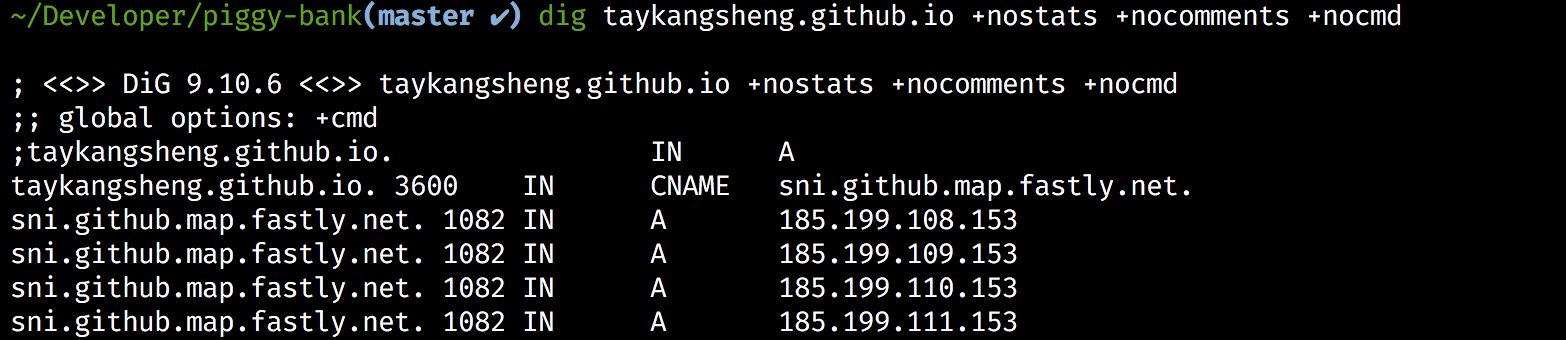 ~/Developer/piggy-bank(master ✔) dig taykangsheng.github.io +nostats +nocomments +nocmd
; <<>> DiG 9.10.6 <<>> taykangsheng.github.io +nostats +nocomments +nocmd
;; global options: +cmd
;taykangsheng.github.io. IN A
taykangsheng.github.io. 3600 IN CNAME sni.github.map.fastly.net.
sni.github.map.fastly.net. 1082 IN A 185.199.108.153
sni.github.map.fastly.net. 1082 IN A 185.199.109.153
sni.github.map.fastly.net. 1082 IN A 185.199.110.153
sni.github.map.fastly.net. 1082 IN A 185.199.111.153